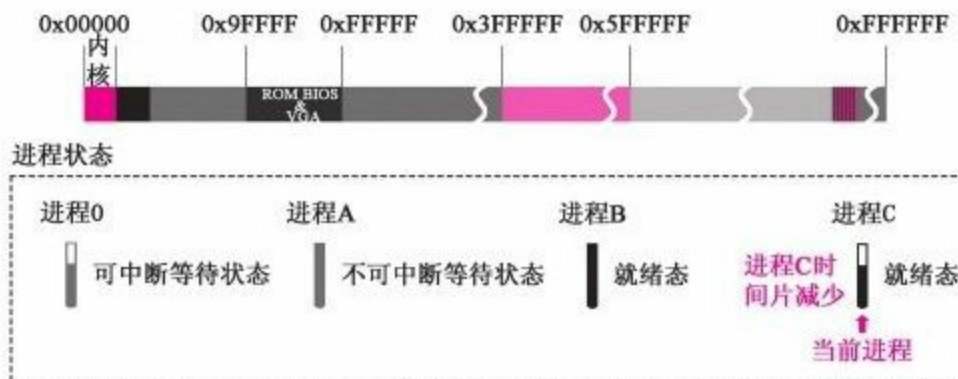 0x00000 0x9FFFF 0xFFFFF 0x3FFFFF 0x5FFFFF 0xFFFFFF
内
核
ROM BIOS
&
VGA
进程状态
进程0 进程A 进程B 进程C
可中断等待状态 不可中断等待状态 就绪态 进程C时
间片减少 就绪态
当前进程